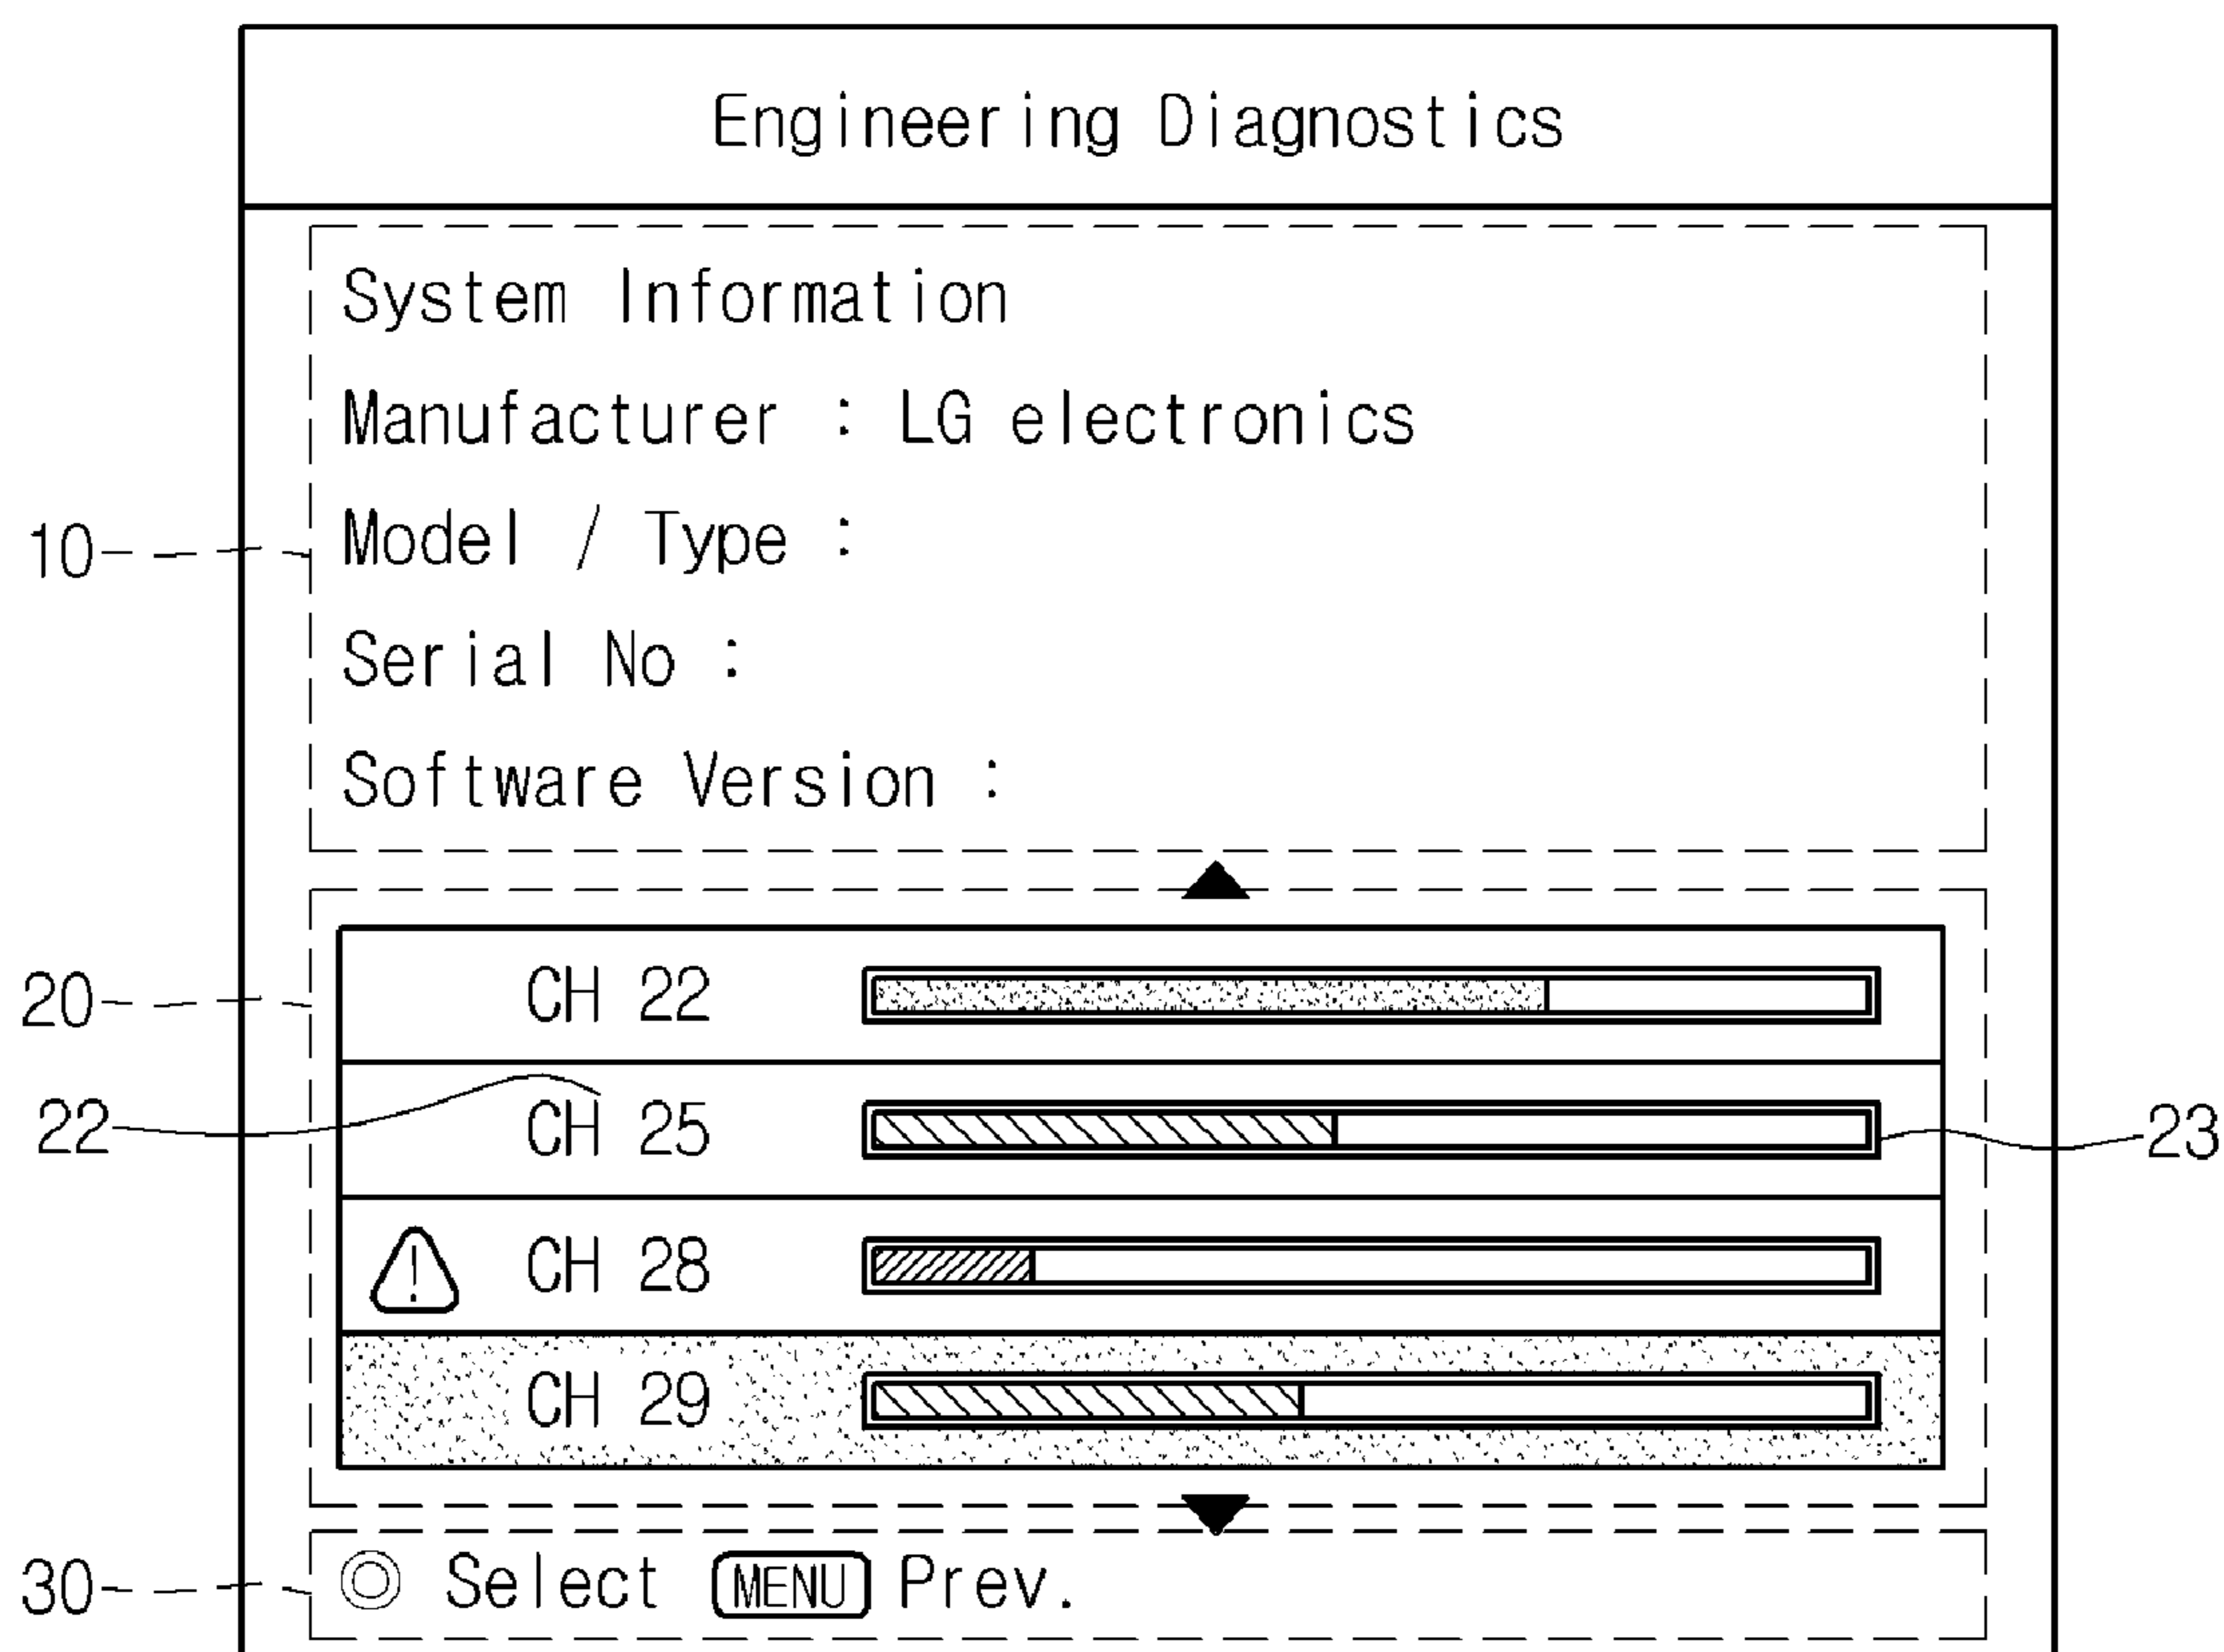 Engineering Diagnostics
System Information
Manufacturer : LG electronics
10
Model / Type :
Serial No :
Software Version :
20
CH 22
22
CH 25
23
CH 28
CH 29
30
Select MENU Prev.